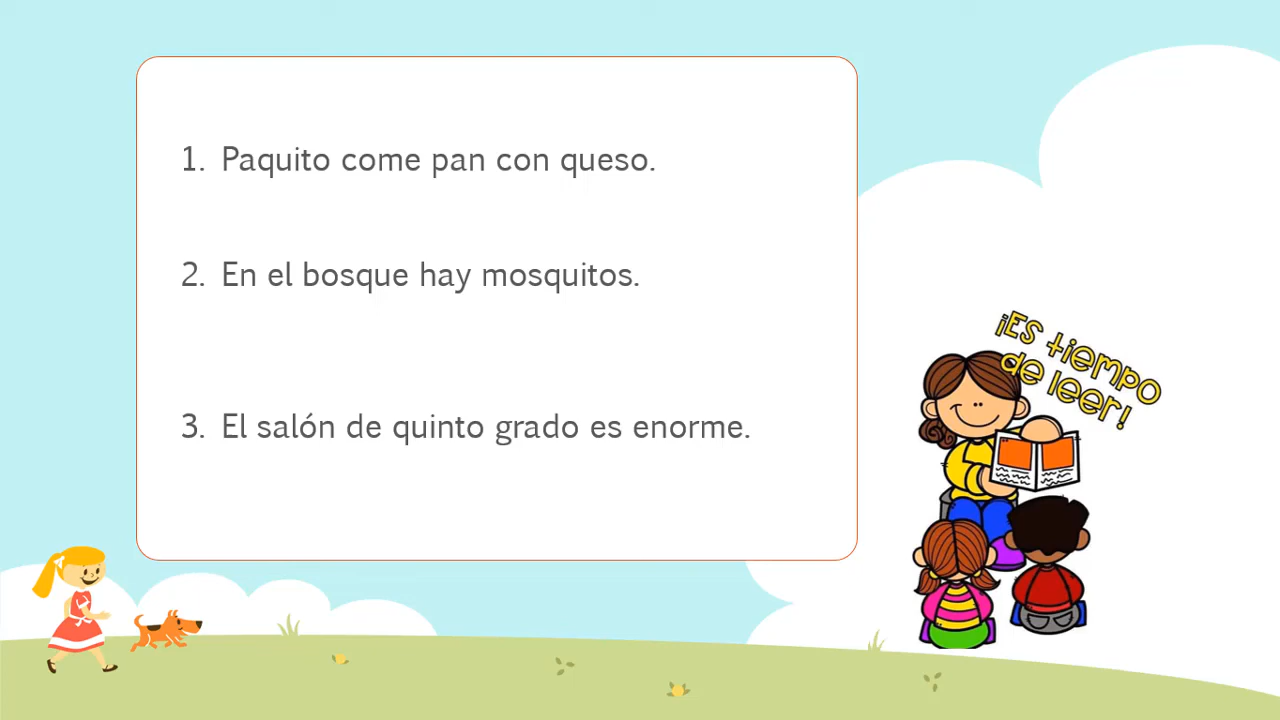 1. Paquito come pan con queso.
2. En el bosque hay mosquitos.
3. El salón de quinto grado es enorme.
¡Es tiempo
de leer!